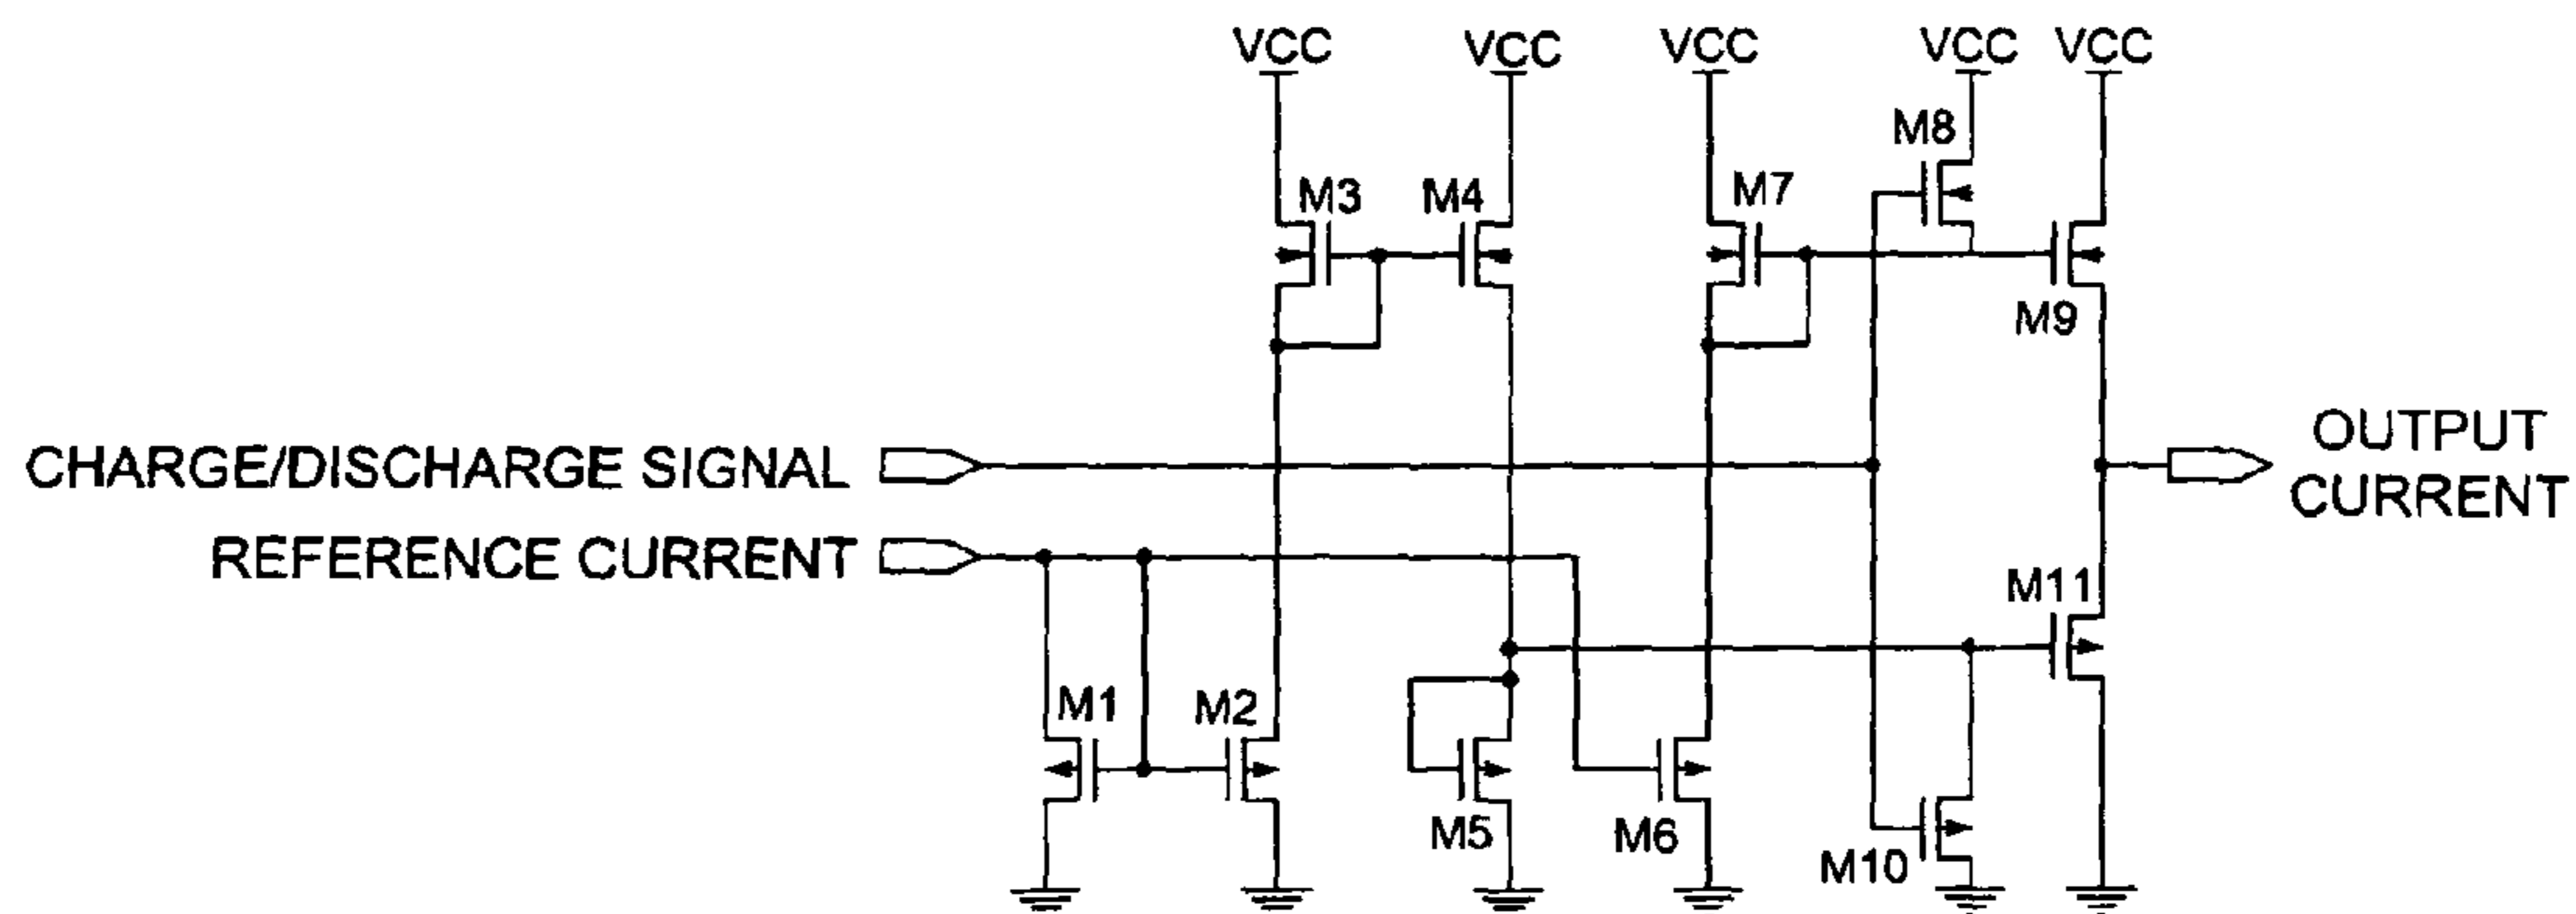 VCC VCC VCC VCC VCC
M8
M3 M4 M7
M9
CHARGE/DISCHARGE SIGNAL
OUTPUT
CURRENT
REFERENCE CURRENT
M11
M1 M2
M5 M6
M10